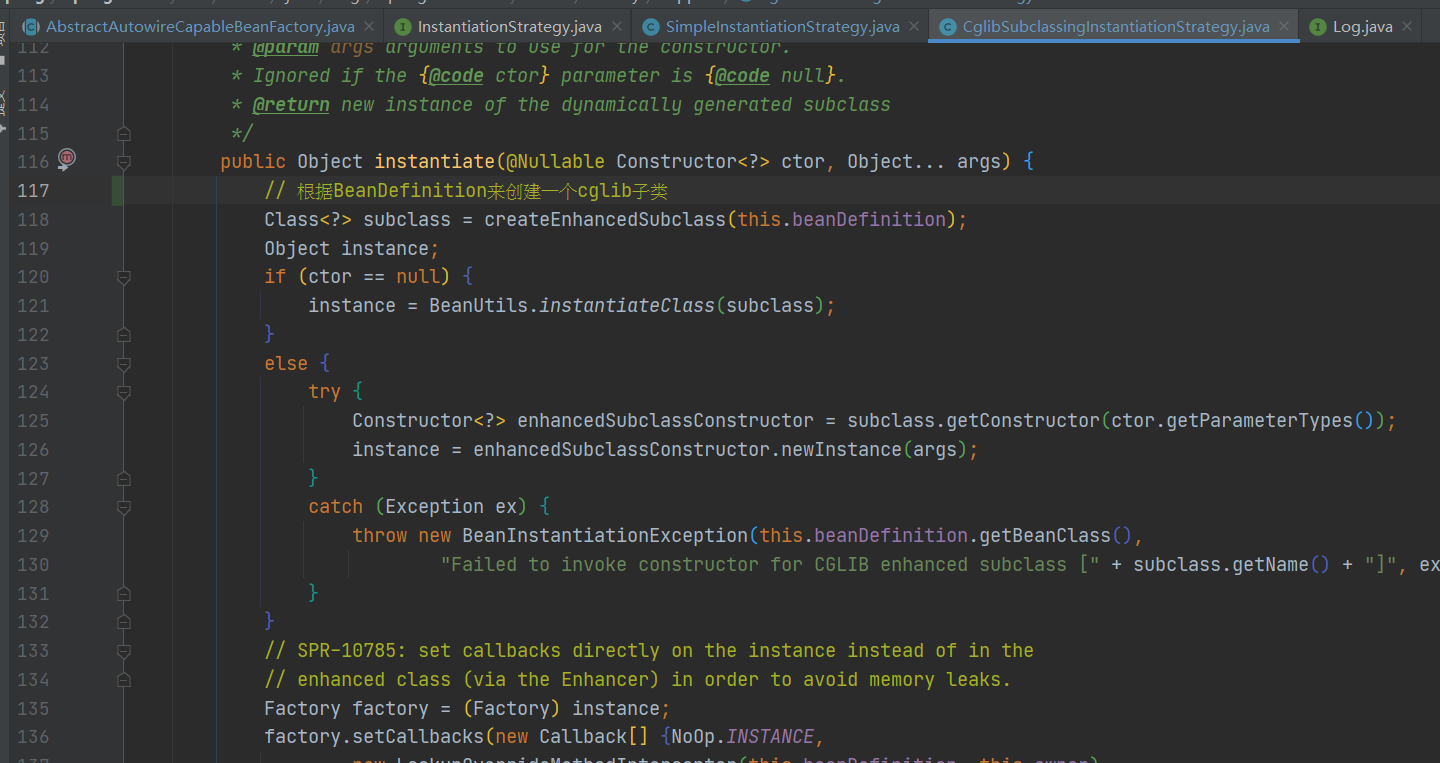 AbstractAutowireCapableBeanFactory.java InstantiationStrategy.java SimpleInstantiationStrategy.java CglibSubclassingInstantiationStrategy.java Log.java
112 * @param args arguments to use for the constructor.
113 * Ignored if the {@code ctor} parameter is {@code null}.
114 * @return new instance of the dynamically generated subclass
115 */
116 public Object instantiate(@Nullable Constructor<?> ctor, Object... args) {
117 // 根据BeanDefinition来创建一个cglib子类
118 Class<?> subclass = createEnhancedSubclass(this.beanDefinition);
119 Object instance;
120 if (ctor == null) {
121 instance = BeanUtils.instantiateClass(subclass);
122 }
123 else {
124 try {
125 Constructor<?> enhancedSubclassConstructor = subclass.getConstructor(ctor.getParameterTypes());
126 instance = enhancedSubclassConstructor.newInstance(args);
127 }
128 catch (Exception ex) {
129 throw new BeanInstantiationException(this.beanDefinition.getBeanClass(),
130 "Failed to invoke constructor for CGLIB enhanced subclass [" + subclass.getName() + "]", ex
131 }
132 }
133 // SPR-10785: set callbacks directly on the instance instead of in the
134 // enhanced class (via the Enhancer) in order to avoid memory leaks.
135 Factory factory = (Factory) instance;
136 factory.setCallbacks(new Callback[] {NoOp.INSTANCE,
137 new LookupOverrideMethodInterceptor(this.beanDefinition, this.owner)